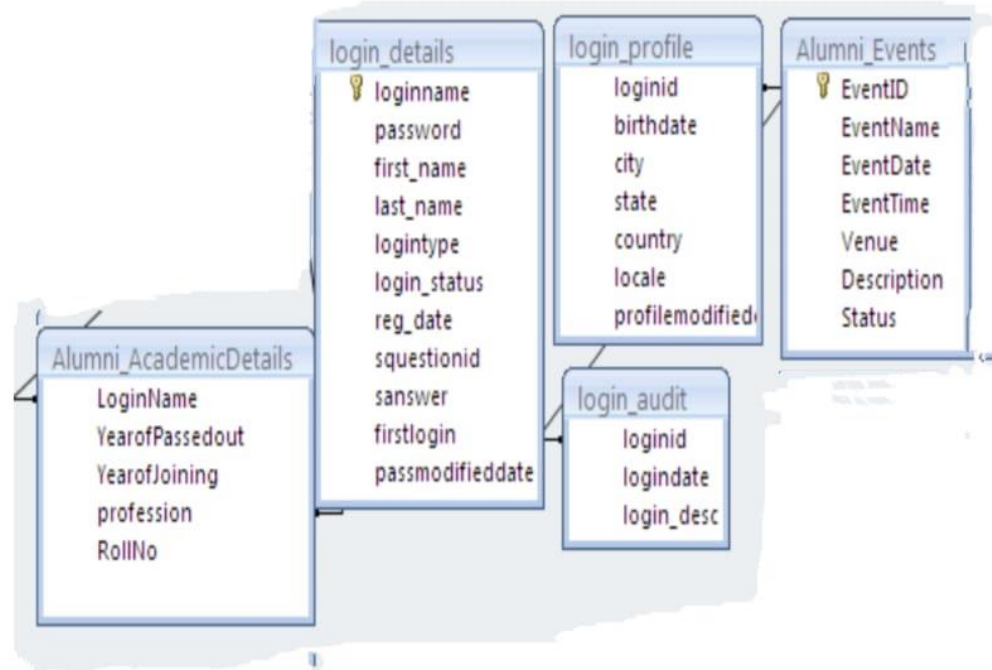 login_details
loginname
password
first_name
last_name
logintype
login_status
reg_date
squestionid
sanswer
firstlogin
passmodifieddate
login_profile
loginid
birthdate
city
state
country
locale
profilemodified
Alumni_Events
EventID
EventName
EventDate
EventTime
Venue
Description
Status
Alumni_AcademicDetails
LoginName
YearofPassedout
YearofJoining
profession
RollNo
login_audit
loginid
logindate
login_desc